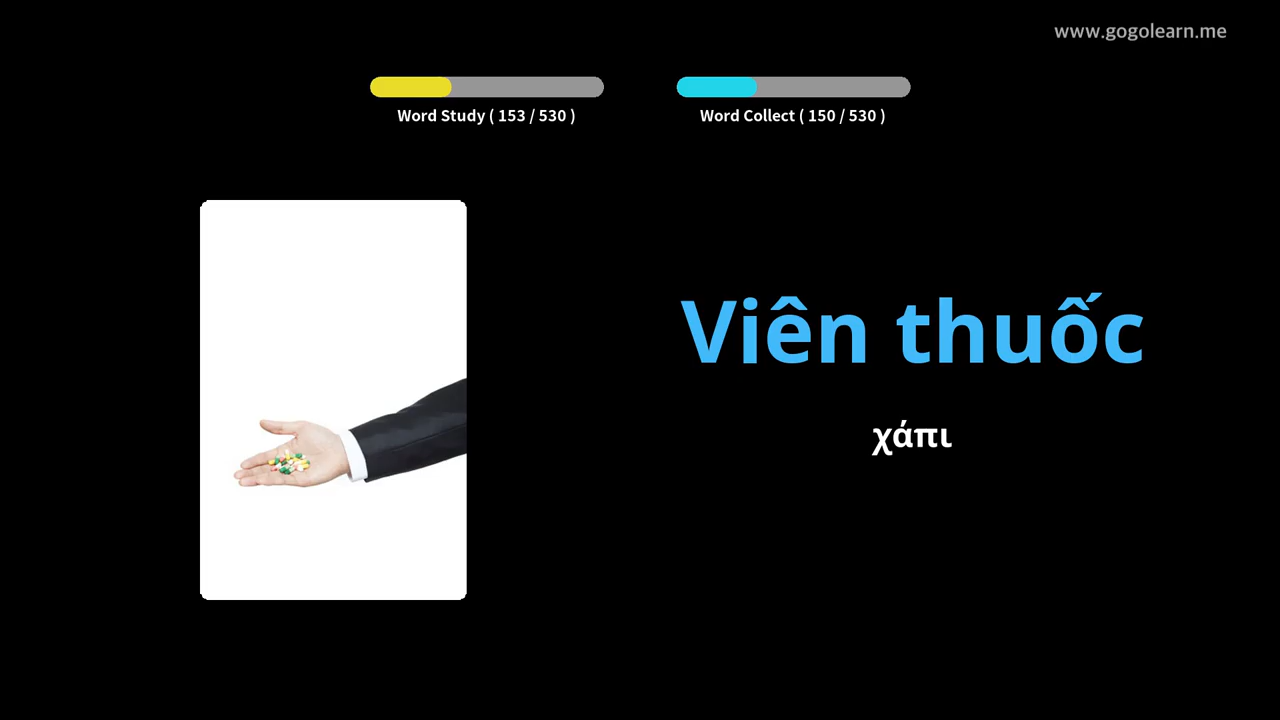 www.gogolearn.me
Word Study ( 153 / 530 )
Word Collect ( 150 / 530 )
Viên thuốc
χάπι